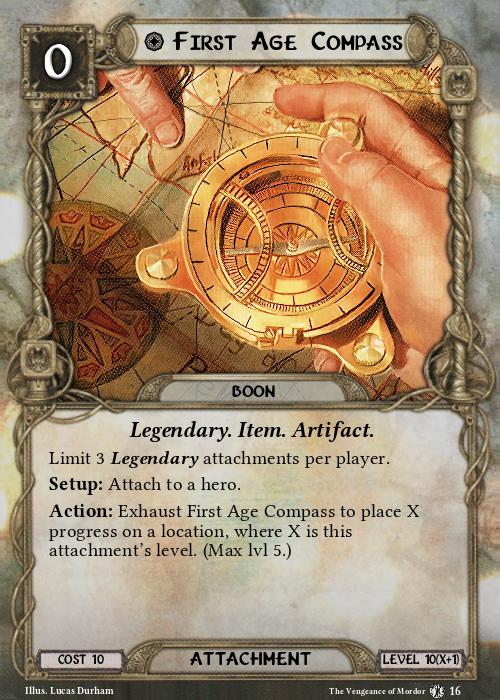 0
First Age Compass
BOON
Legendary. Item. Artifact.
Limit 3 Legendary attachments per player.
Setup: Attach to a hero.
Action: Exhaust First Age Compass to place X
progress on a location, where X is this
attachment's level. (Max lvl 5.)
COST 10
ATTACHMENT
LEVEL 10(X+1)
Illus. Lucas Durham
The Vengeance of Mordor
16